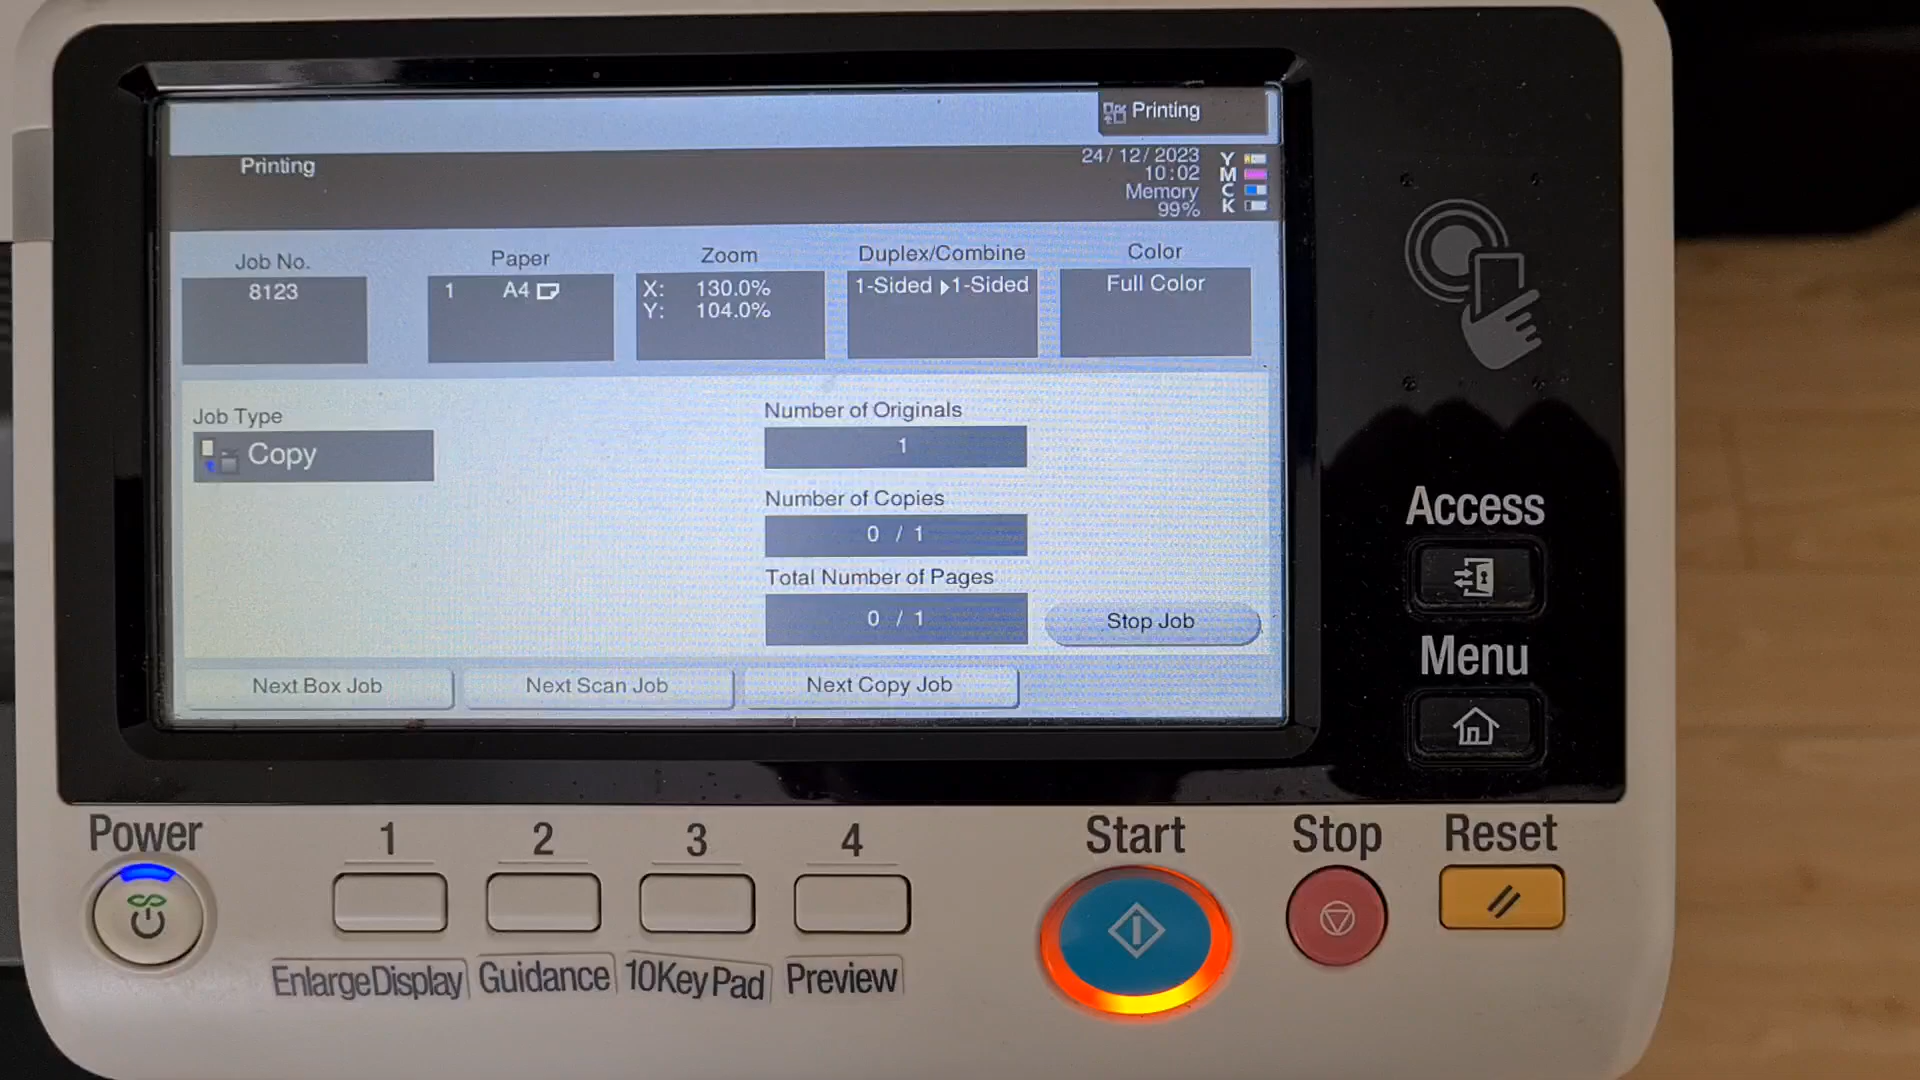 Printing
Printing
24/12/2023
10:02
Memory
99%
Y
M
C
K
Job No.
8123
Paper
1 A4
Zoom
X: 130.0%
Y: 104.0%
Duplex/Combine
1-Sided 1-Sided
Color
Full Color
Job Type
Copy
Number of Originals
1
Number of Copies
0 / 1
Total Number of Pages
0 / 1
Stop Job
Next Box Job
Next Scan Job
Next Copy Job
Access
Menu
Power
1
2
3
4
Start
Stop
Reset
EnlargeDisplay
Guidance
10KeyPad
Preview